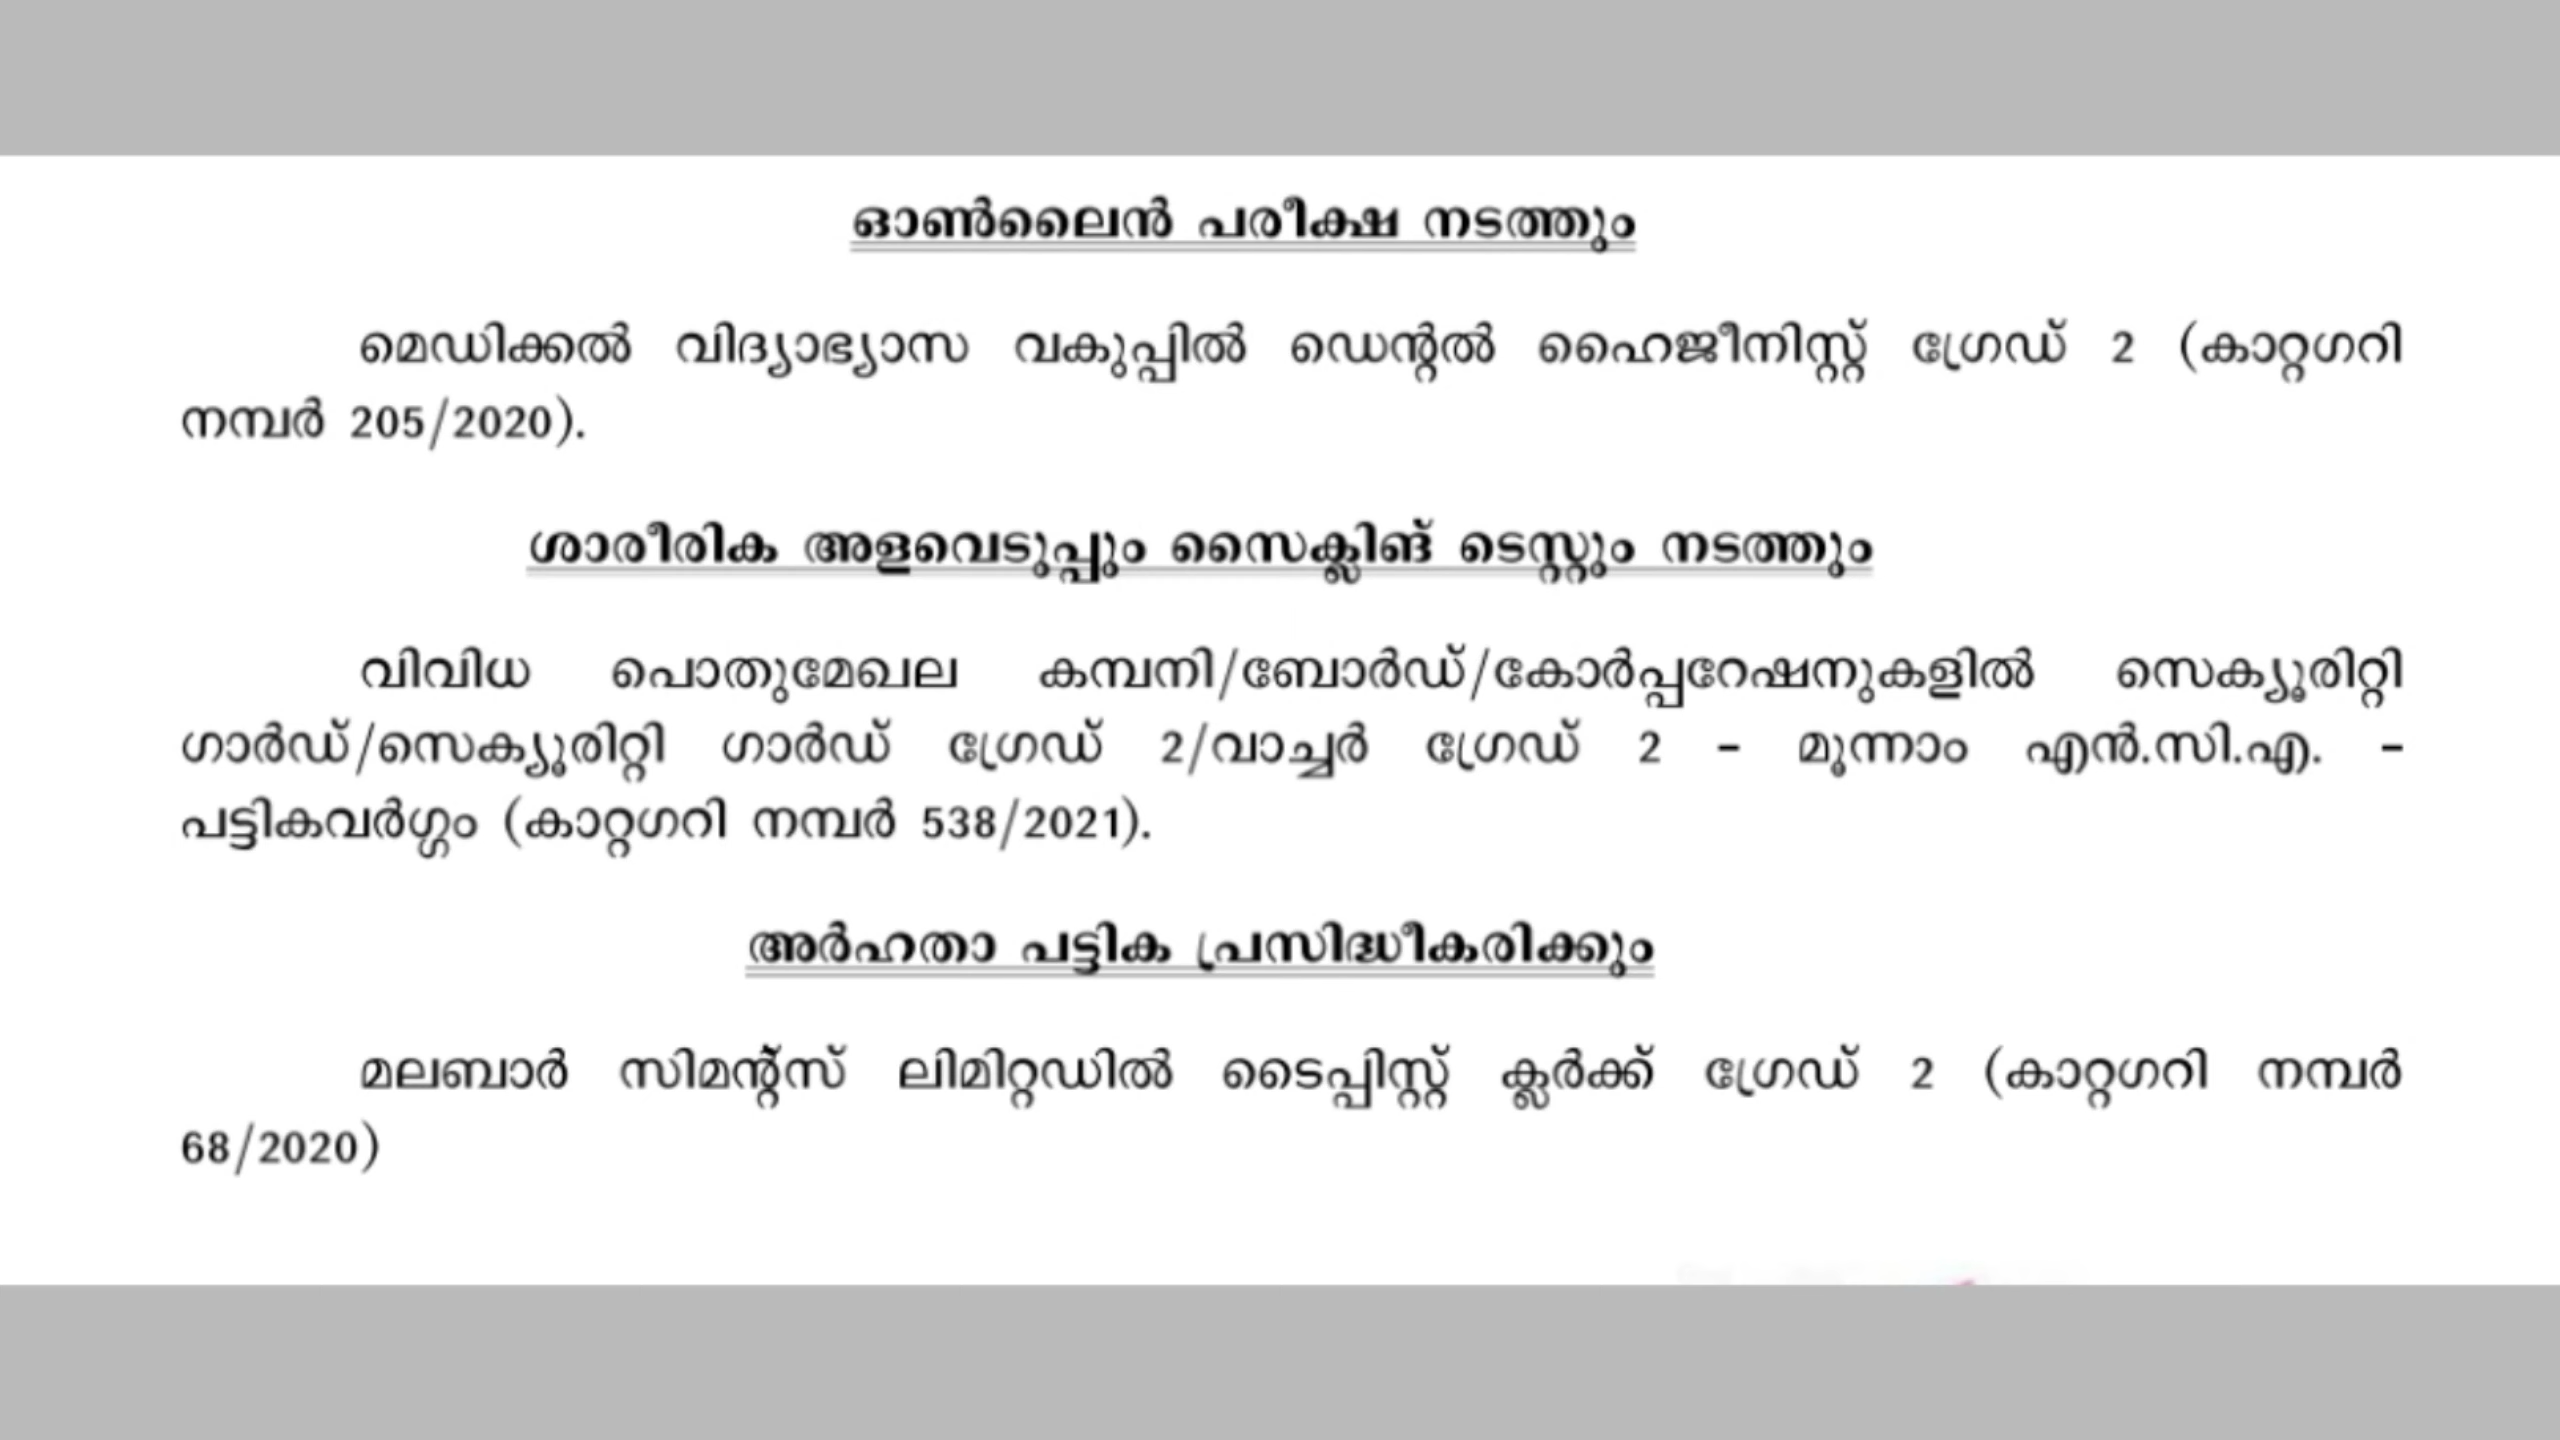 ഓൺലൈൻ പരീക്ഷ നടത്തും
മെഡിക്കൽ വിദ്യാഭ്യാസ വകുപ്പിൽ ഡെന്റൽ ഹൈജീനിസ്റ്റ് ഗ്രേഡ് 2 (കാറ്റഗറി
നമ്പർ 205/2020).
ശാരീരിക അളവെടുപ്പും സൈക്ലിങ് ടെസ്റ്റും നടത്തും
വിവിധ പൊതുമേഖല കമ്പനി/ബോർഡ്/കോർപ്പറേഷനുകളിൽ സെക്യൂരിറ്റി
ഗാർഡ്/സെക്യൂരിറ്റി ഗാർഡ് ഗ്രേഡ് 2/വാച്ചർ ഗ്രേഡ് 2 – മൂന്നാം എൻ.സി.എ. –
പട്ടികവർഗ്ഗം (കാറ്റഗറി നമ്പർ 538/2021).
അർഹതാ പട്ടിക പ്രസിദ്ധീകരിക്കും
മലബാർ സിമന്റ്സ് ലിമിറ്റഡിൽ ടൈപ്പിസ്റ്റ് ക്ലർക്ക് ഗ്രേഡ് 2 (കാറ്റഗറി നമ്പർ
68/2020)